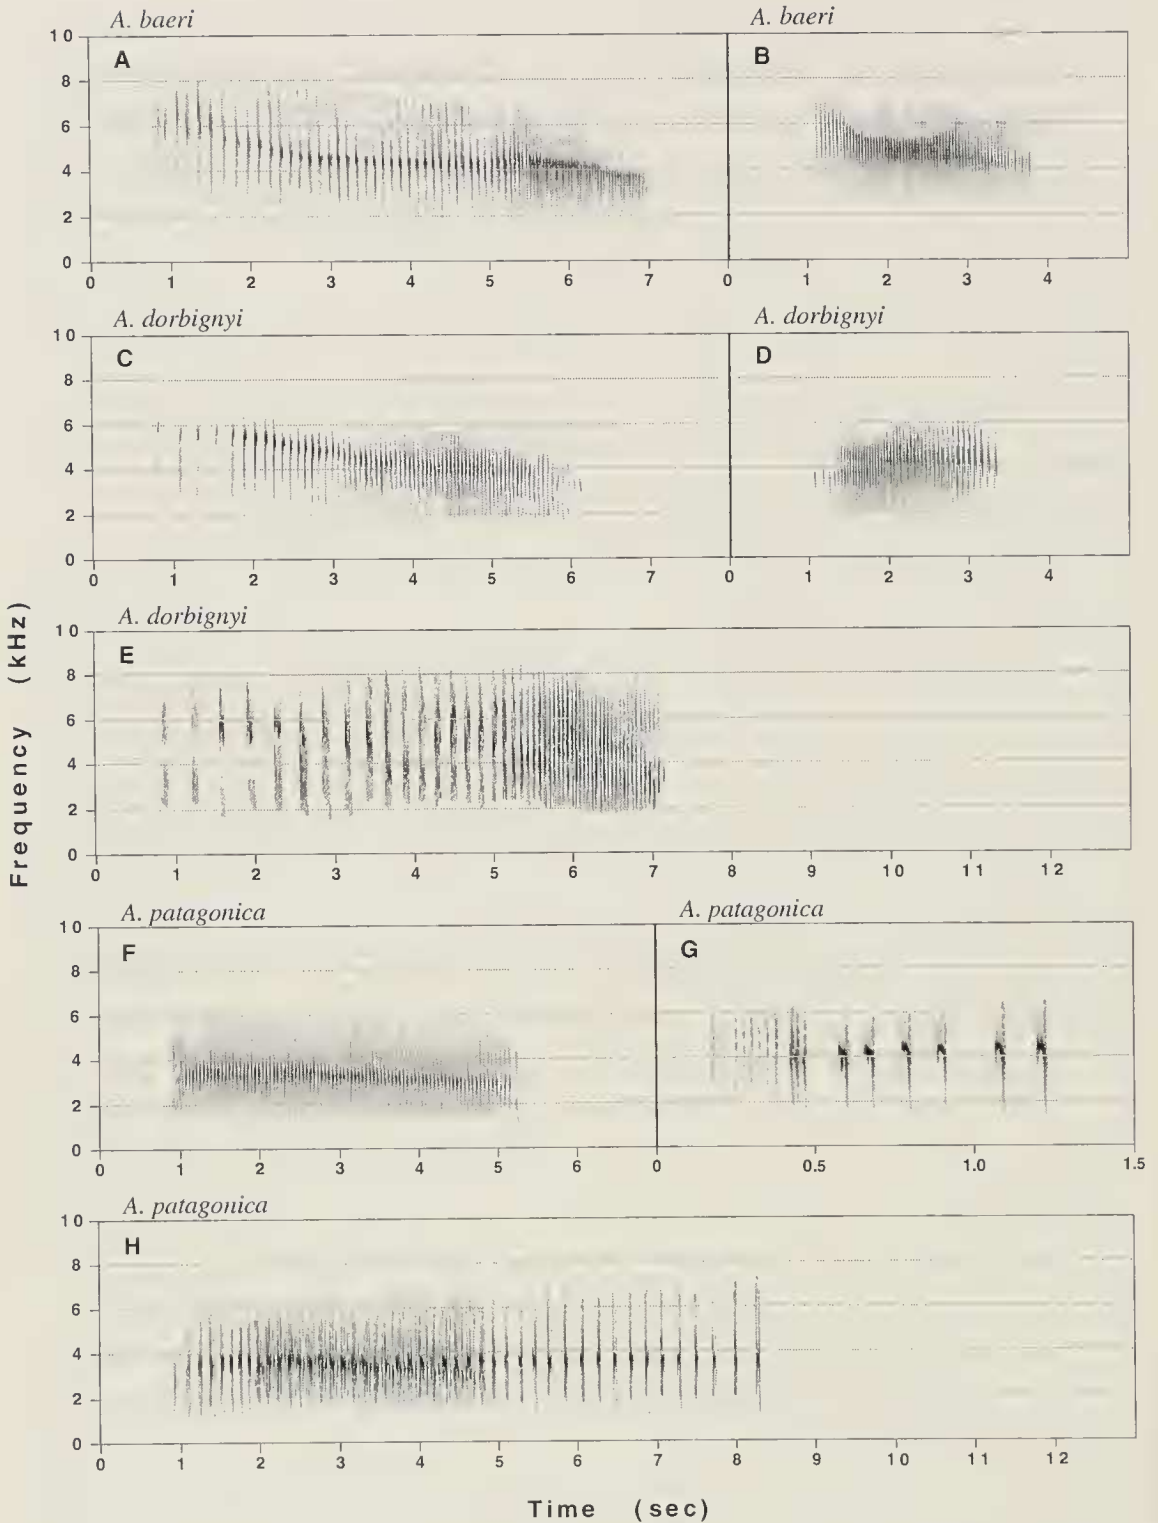 A. baeri A. baeri
10 A B
8
6
4
2
0
0 1 2 3 4 5 6 7 0 1 2 3 4
A. dorbignyi A. dorbignyi
10 C D
8
6
4
2
0
0 1 2 3 4 5 6 7 0 1 2 3 4
A. dorbignyi
10 E
8
6
4
2
0
0 1 2 3 4 5 6 7 8 9 10 11 12
Frequency (kHz)
A. patagonica A. patagonica
10 F G
8
6
4
2
0
0 1 2 3 4 5 6 0 0.5 1.0 1.5
A. patagonica
10 H
8
6
4
2
0
0 1 2 3 4 5 6 7 8 9 10 11 12
Time (sec)